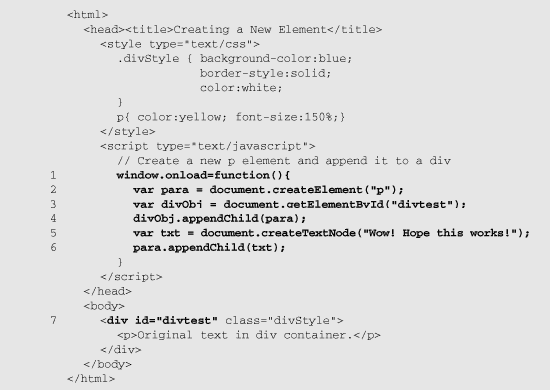 <html>
<head><title>Creating a New Element</title>
<style type="text/css">
.divStyle { background-color:blue;
border-style:solid;
color:white;
}
p{ color:yellow; font-size:150%;}
</style>
<script type="text/javascript">
// Create a new p element and append it to a div
1 window.onload=function(){
2 var para = document.createElement("p");
3 var divObj = document.getElementById("divtest");
4 divObj.appendChild(para);
5 var txt = document.createTextNode("Wow! Hope this works!");
6 para.appendChild(txt);
}
</script>
</head>
<body>
7 <div id="divtest" class="divStyle">
<p>Original text in div container.</p>
</div>
</body>
</html>